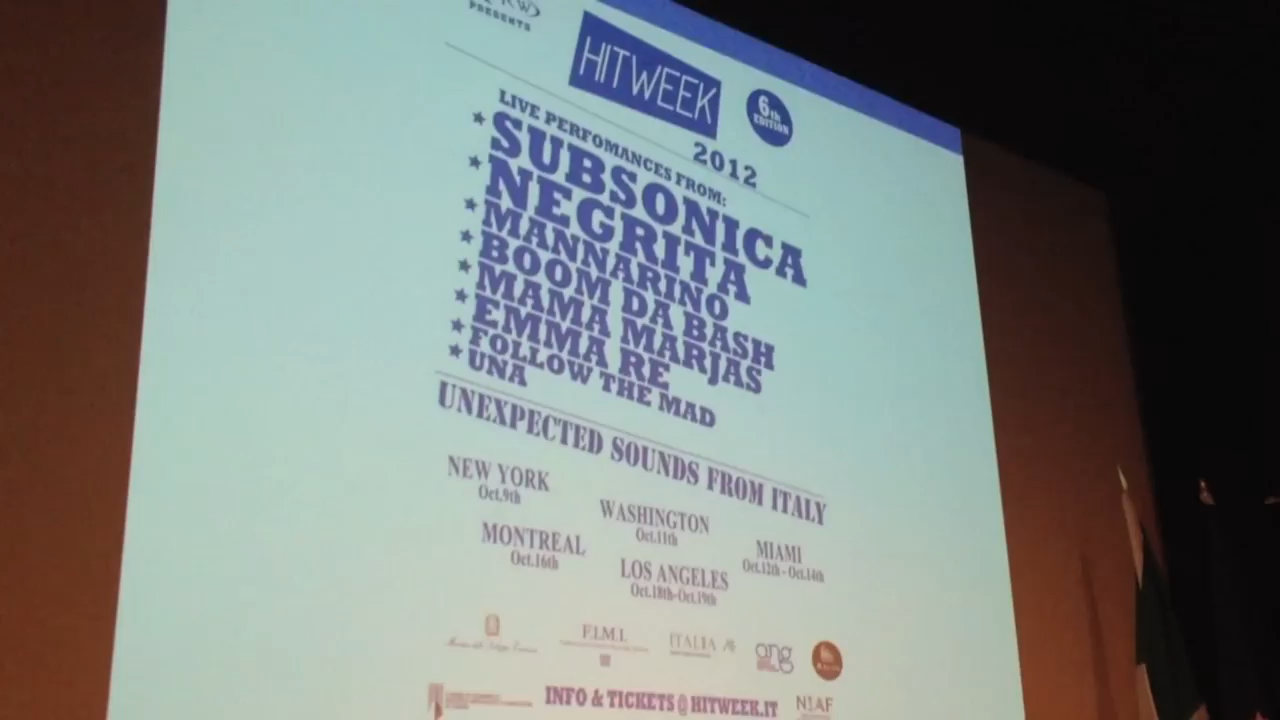 PRESENTS
HITWEEK
6th
EDITION
2012
LIVE PERFOMANCES FROM:
SUBSONICA
NEGRITA
MANNARINO
BOOM DA BASH
MAMA MARJAS
EMMA RE
FOLLOW THE MAD
UNA
UNEXPECTED SOUNDS FROM ITALY
NEW YORK
Oct.9th
WASHINGTON
Oct.11th
MIAMI
Oct.12th - Oct.14th
MONTREAL
Oct.16th
LOS ANGELES
Oct.18th-Oct.19th
F.I.M.I.
ITALIA
ang
INFO & TICKETS @ HITWEEK.IT
NIAF